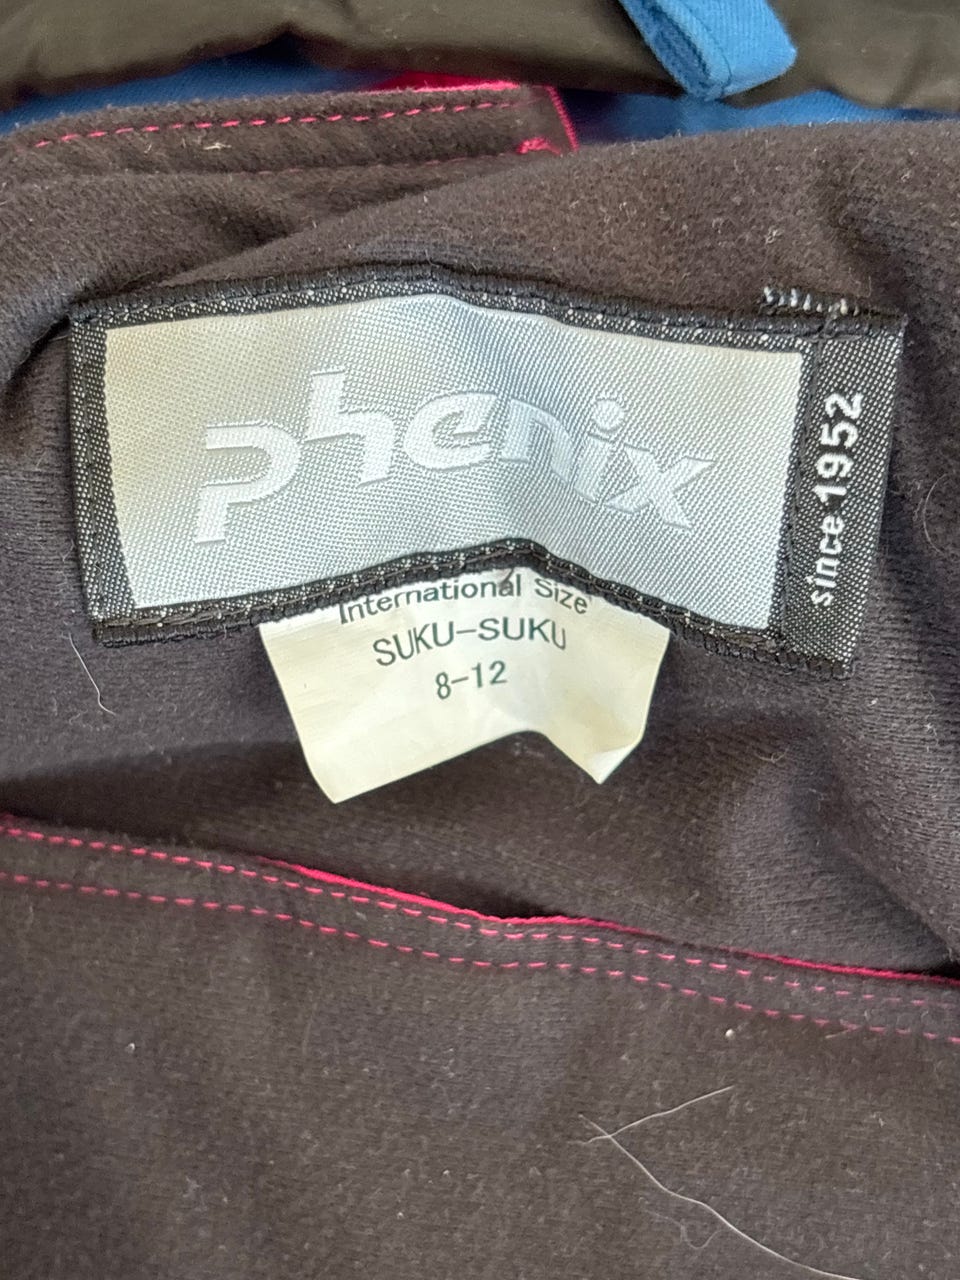 phenix
since 1952
International Size
SUKU-SUKU
8-12